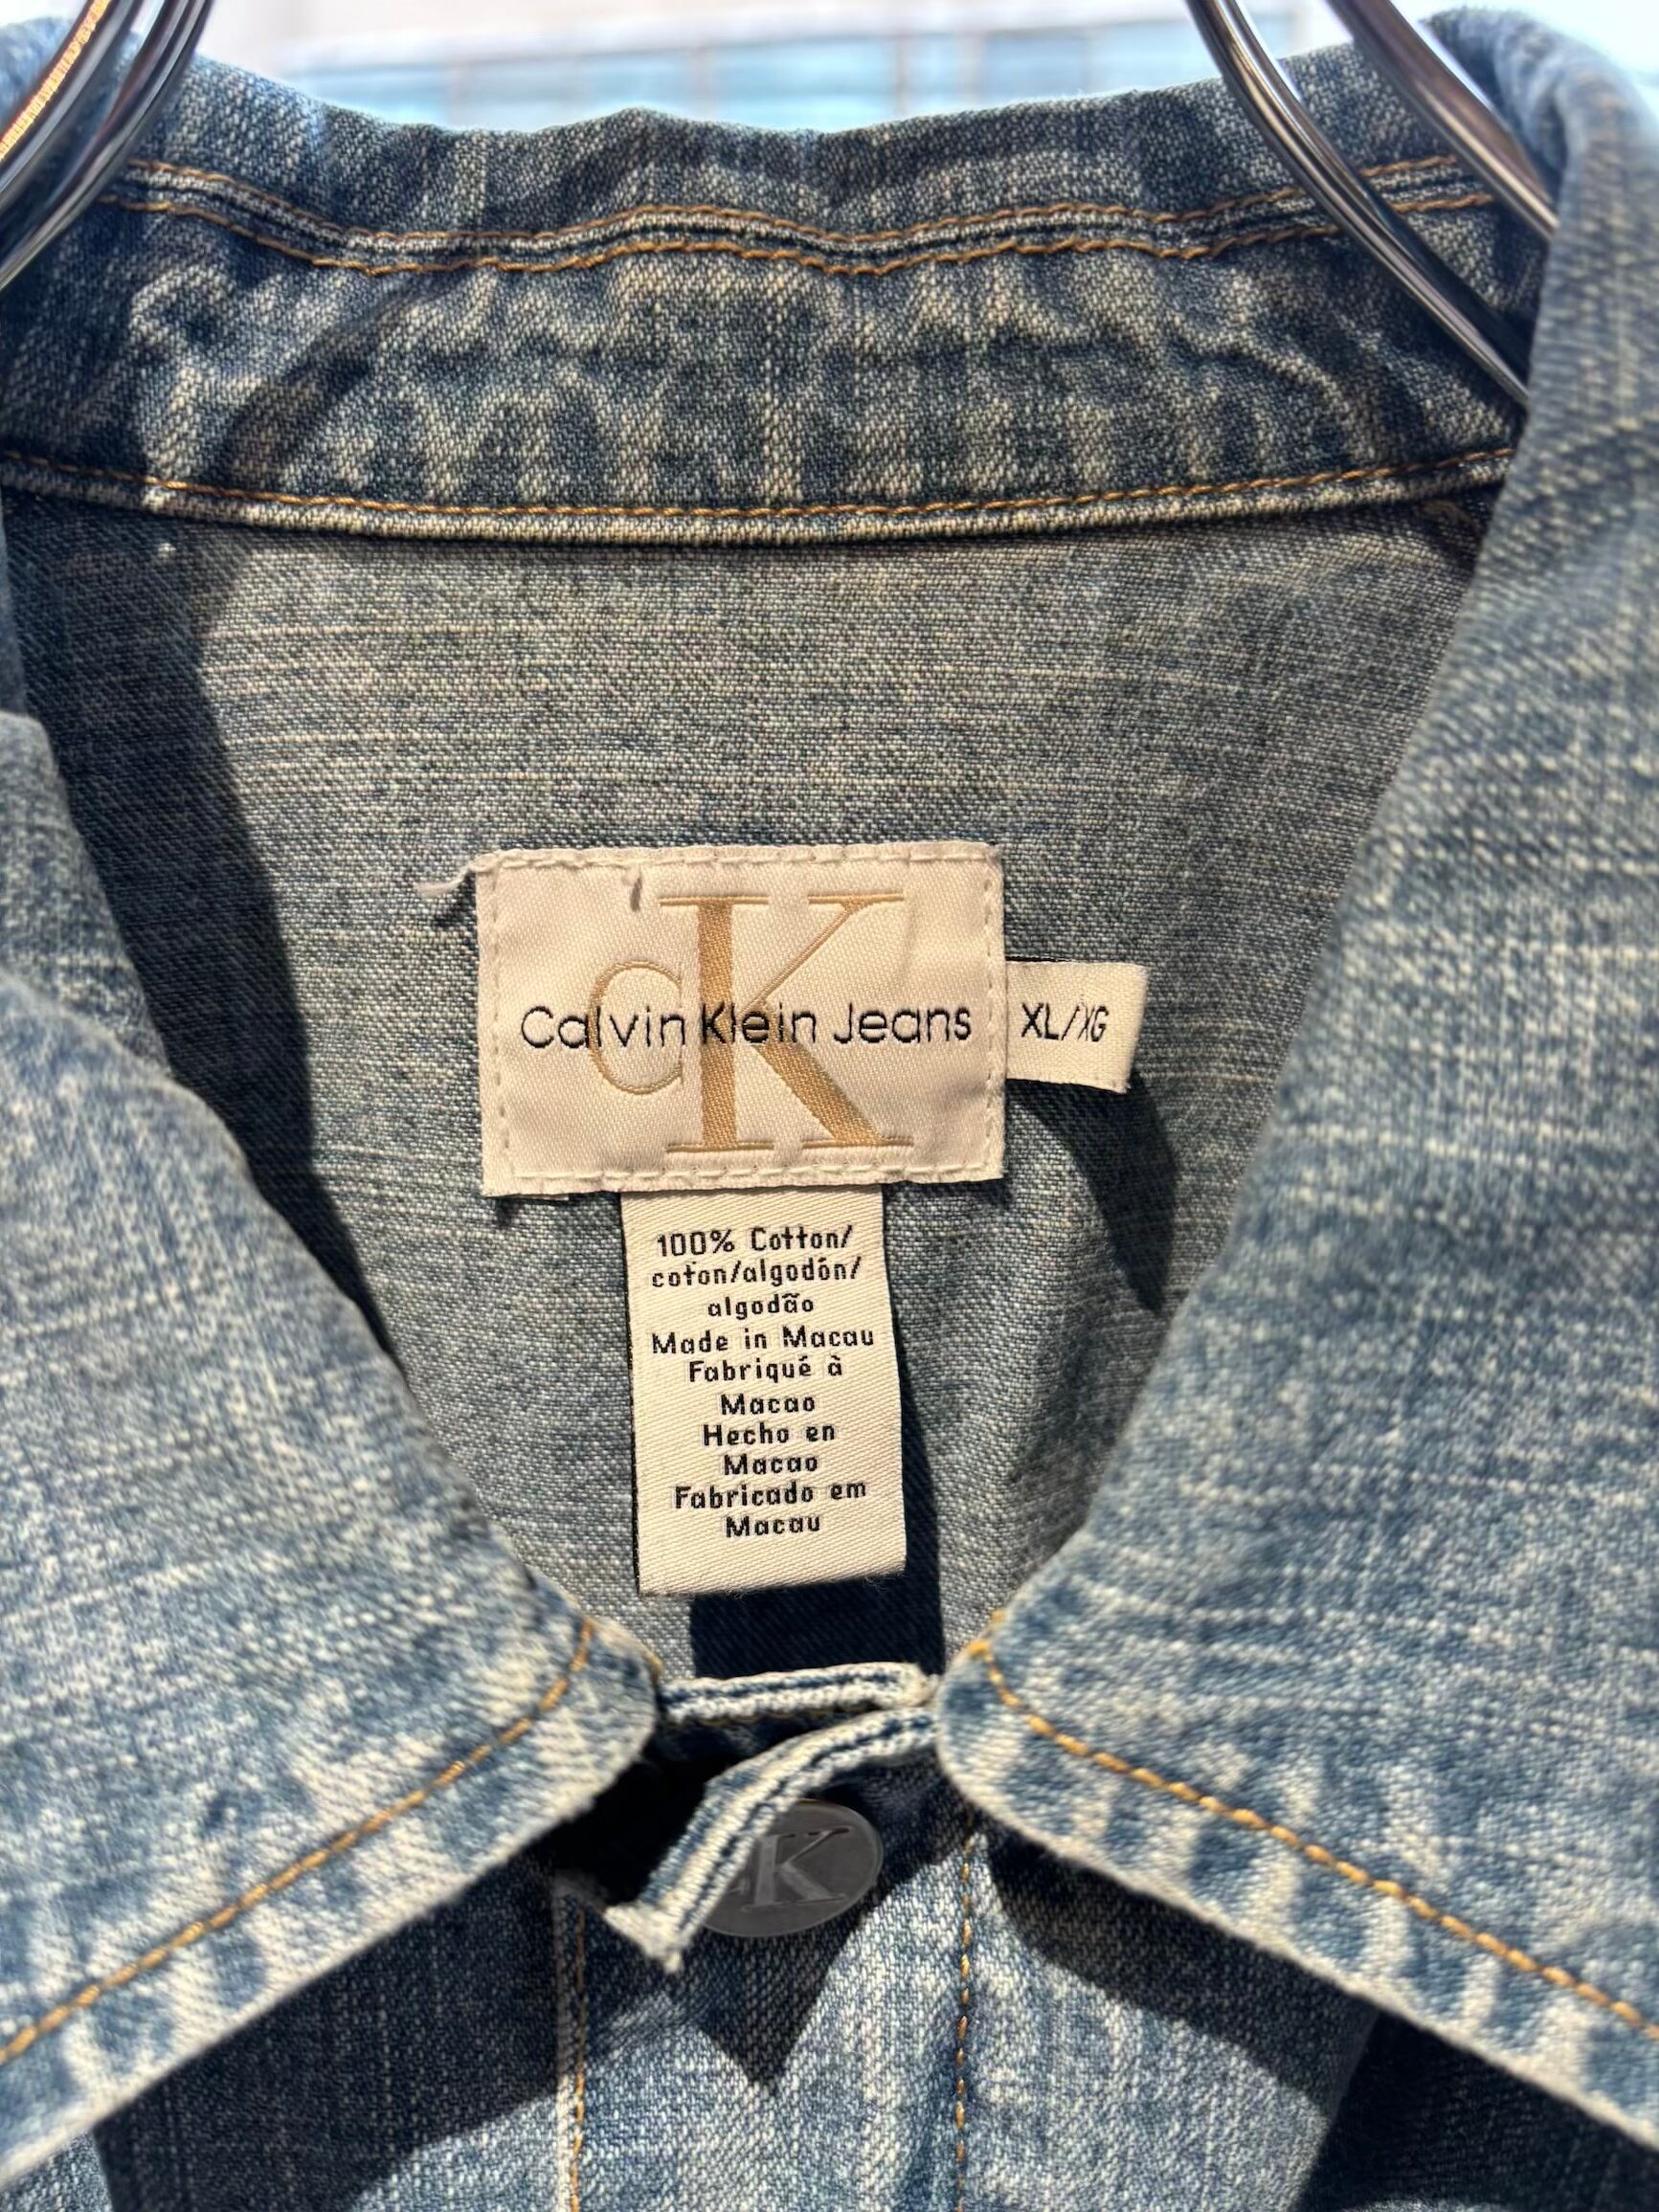 cK
Calvin Klein Jeans
XL/XG
100% Cotton/
coton/algodón/
algodão
Made in Macau
Fabriqué à
Macao
Hecho en
Macao
Fabricado em
Macau
cK